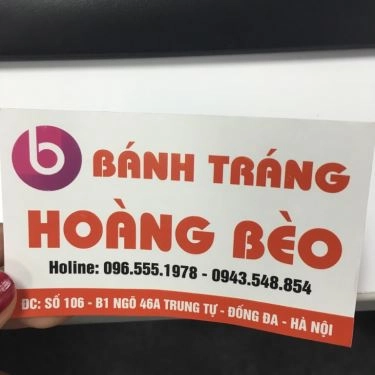 b BÁNH TRÁNG
HOÀNG BÈO
Holine: 096.555.1978 - 0943.548.854
ĐC: SỐ 106 - B1 NGÕ 46A TRUNG TỰ - ĐỐNG ĐA - HÀ NỘI